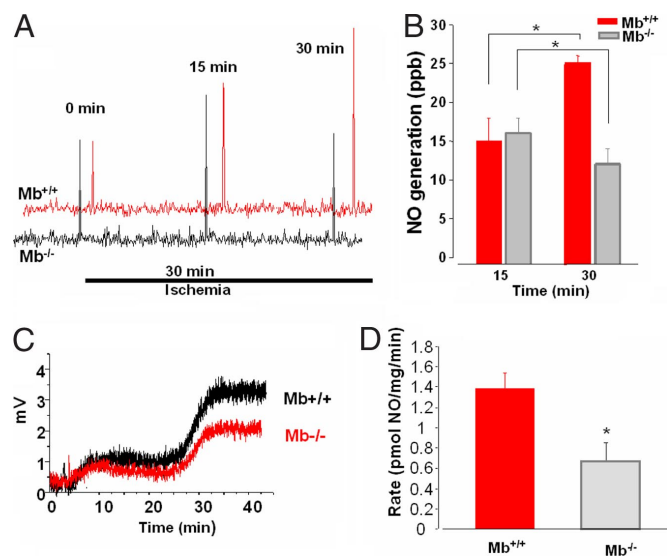 A
0 min
15 min
30 min
Mb+/+
Mb-/-
30 min
Ischemia
B
Mb+/+
Mb-/-
*
*
NO generation (ppb)
30
25
20
15
10
5
0
15
30
Time (min)
C
mV
4
3
2
1
0
Mb+/+
Mb-/-
0
10
20
30
40
Time (min)
D
Rate (pmol NO/mg/min)
1.8
1.6
1.4
1.2
1
0.8
0.6
0.4
0.2
0
*
Mb+/+
Mb-/-